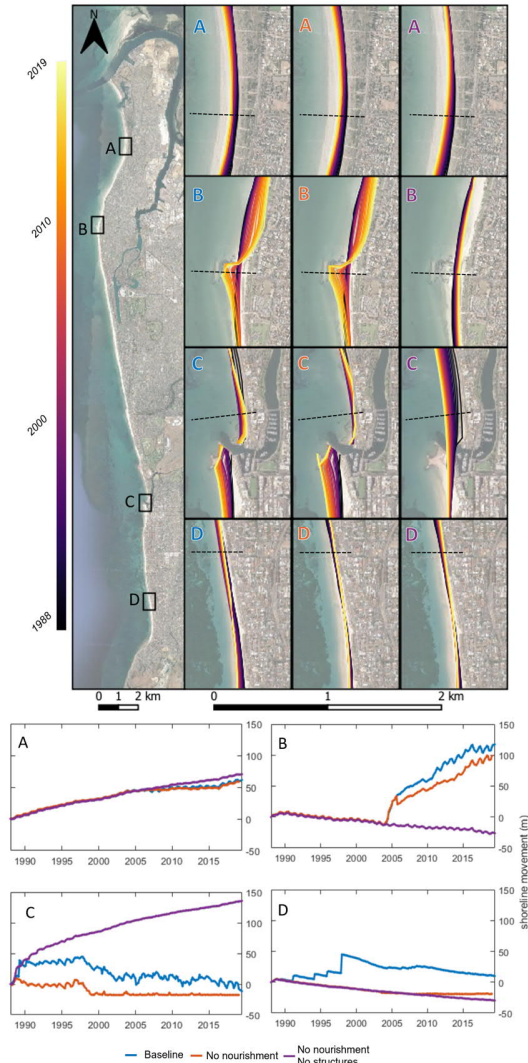 N
2019
2010
2000
1988
A
B
C
D
A
A
A
B
B
B
C
C
C
D
D
D
0 1 2 km
0 1 2 km
A
150
100
50
0
-50
1990 1995 2000 2005 2010 2015
B
150
100
50
0
-50
1990 1995 2000 2005 2010 2015
shoreline movement (m)
C
150
100
50
0
-50
1990 1995 2000 2005 2010 2015
D
150
100
50
0
-50
1990 1995 2000 2005 2010 2015
Baseline
No nourishment
No nourishment
No structures